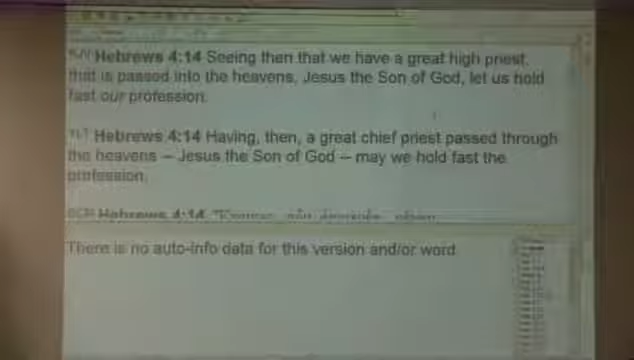 Hebrews 4:14 Seeing then that we have a great high priest,
that is passed into the heavens, Jesus the Son of God, let us hold
fast our profession.
Hebrews 4:14 Having, then, a great chief priest passed through
the heavens -- Jesus the Son of God -- may we hold fast the
profession,
Hebrews 4:14
There is no auto-info data for this version and/or word